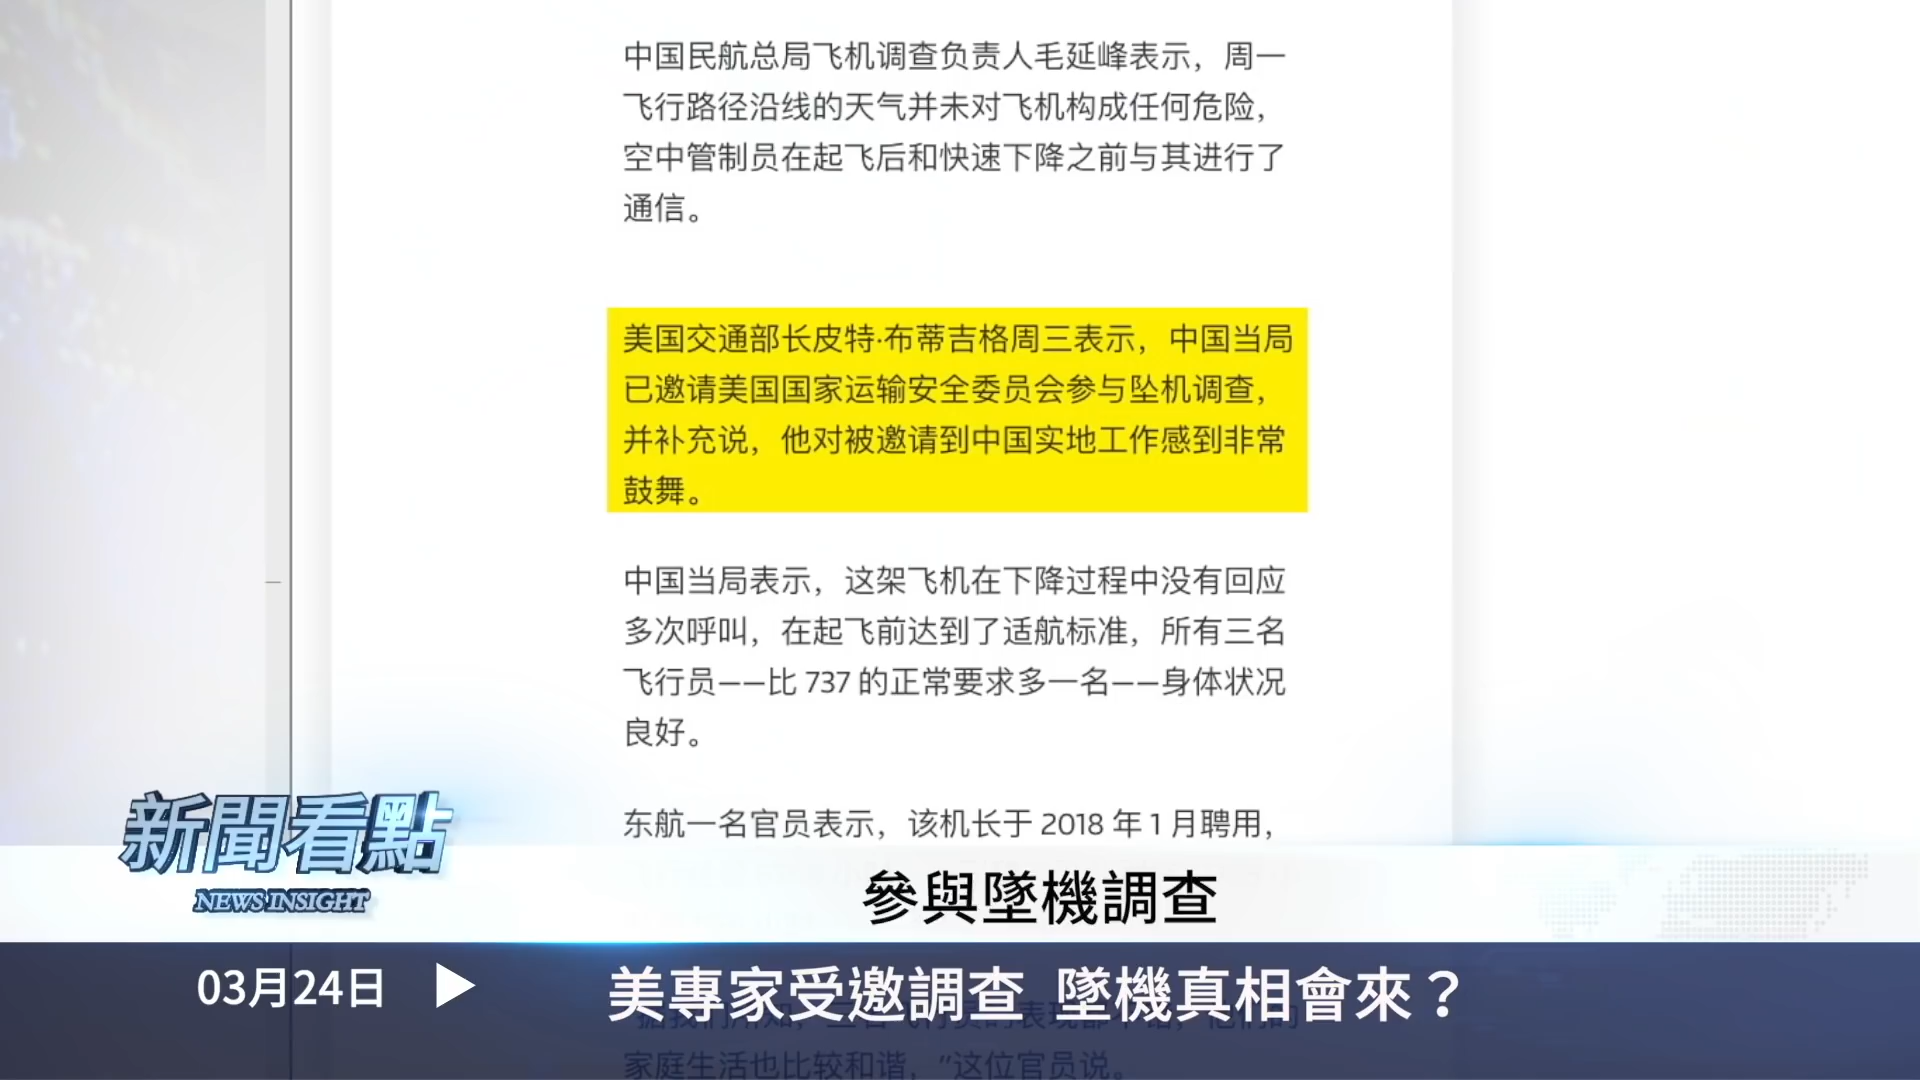 中国民航总局飞机调查负责人毛延峰表示，周一
飞行路径沿线的天气并未对飞机构成任何危险，
空中管制员在起飞后和快速下降之前与其进行了
通信。
美国交通部长皮特·布蒂吉格周三表示，中国当局
已邀请美国国家运输安全委员会参与坠机调查，
并补充说，他对被邀请到中国实地工作感到非常
鼓舞。
中国当局表示，这架飞机在下降过程中没有回应
多次呼叫，在起飞前达到了适航标准，所有三名
飞行员——比 737 的正常要求多一名——身体状况
良好。
东航一名官员表示，该机长于 2018 年 1 月聘用，
新聞看點
NEWS INSIGHT
參與墜機調查
03月24日
美專家受邀調查 墜機真相會來？
家庭生活也比较和谐，”这位官员说。